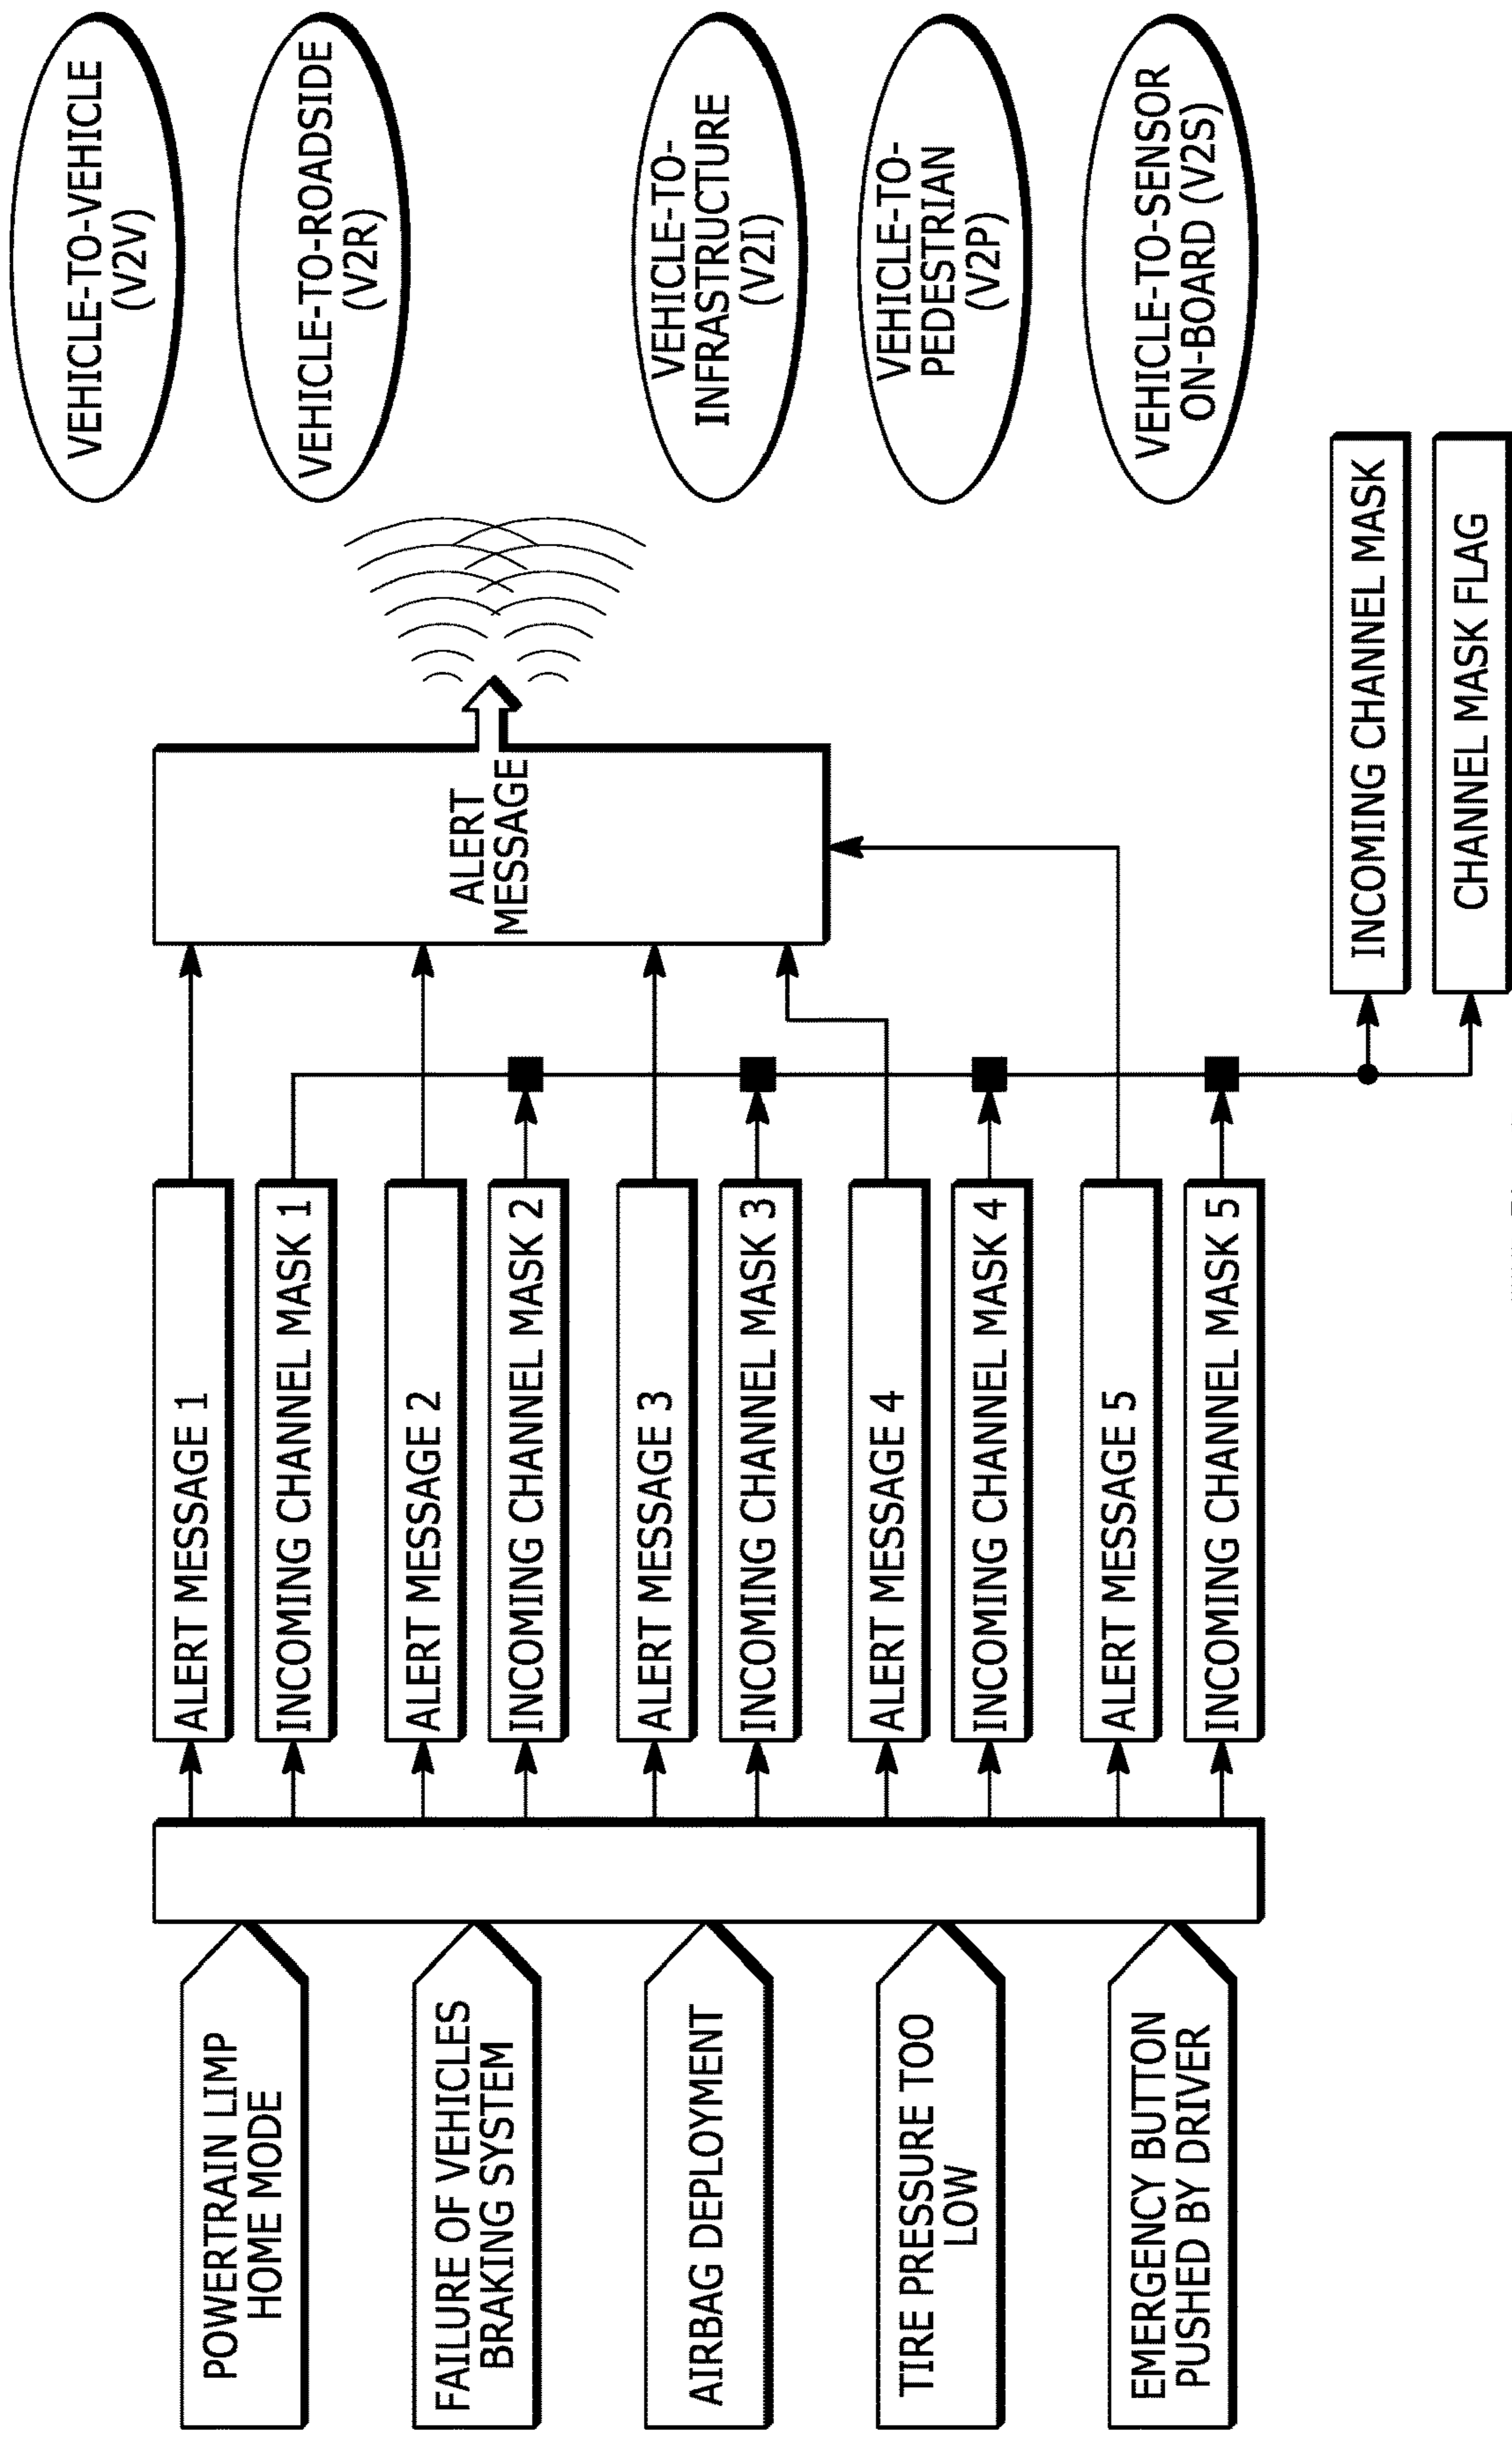 POWERTRAIN LIMP
HOME MODE
FAILURE OF VEHICLES
BRAKING SYSTEM
AIRBAG DEPLOYMENT
TIRE PRESSURE TOO
LOW
EMERGENCY BUTTON
PUSHED BY DRIVER
ALERT MESSAGE 1
INCOMING CHANNEL MASK 1
ALERT MESSAGE 2
INCOMING CHANNEL MASK 2
ALERT MESSAGE 3
INCOMING CHANNEL MASK 3
ALERT MESSAGE 4
INCOMING CHANNEL MASK 4
ALERT MESSAGE 5
INCOMING CHANNEL MASK 5
ALERT
MESSAGE
INCOMING CHANNEL MASK
CHANNEL MASK FLAG
VEHICLE-TO-VEHICLE
(V2V)
VEHICLE-TO-ROADSIDE
(V2R)
VEHICLE-TO-
INFRASTRUCTURE
(V2I)
VEHICLE-TO-
PEDESTRIAN
(V2P)
VEHICLE-TO-SENSOR
ON-BOARD (V2S)